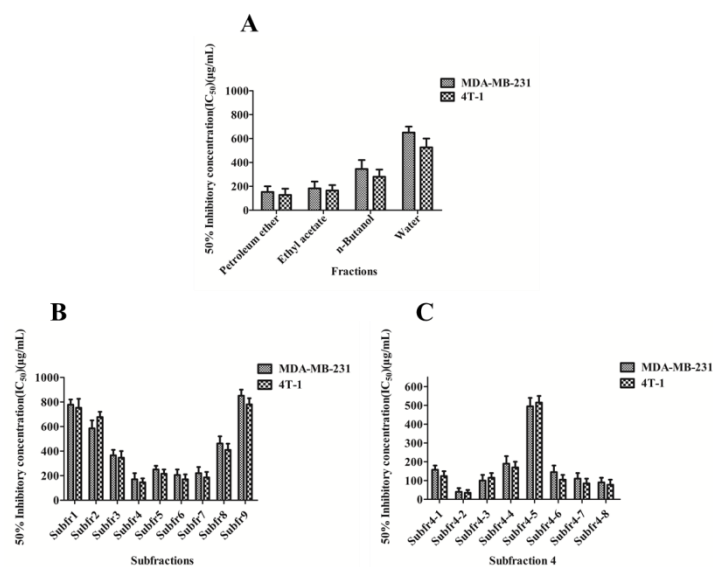 A
50% Inhibitory concentration(IC50)(μg/mL)
MDA-MB-231
4T-1
1000
800
600
400
200
0
Petroleum ether
Ethyl acetate
n-Butanol
Water
Fractions
B
50% Inhibitory concentration(IC50)(μg/mL)
MDA-MB-231
4T-1
1000
800
600
400
200
0
Subfr1
Subfr2
Subfr3
Subfr4
Subfr5
Subfr6
Subfr7
Subfr8
Subfr9
Subfractions
C
50% Inhibitory concentration(IC50)(μg/mL)
MDA-MB-231
4T-1
600
500
400
300
200
100
0
Subfr4-1
Subfr4-2
Subfr4-3
Subfr4-4
Subfr4-5
Subfr4-6
Subfr4-7
Subfr4-8
Subfraction 4